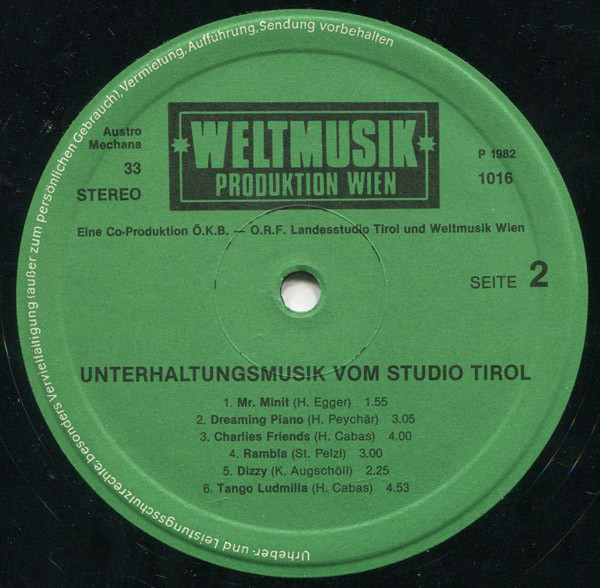 Urheber- und Leistungsschutzrechte, besonders Vervielfältigung (außer zum persönlichen Gebrauch), Vermietung, Aufführung, Sendung vorbehalten
Austro
Mechana
33
STEREO
WELTMUSIK
PRODUKTION WIEN
P 1982
1016
Eine Co-Produktion Ö.K.B. — O.R.F. Landesstudio Tirol und Weltmusik Wien
SEITE 2
UNTERHALTUNGSMUSIK VOM STUDIO TIROL
1. Mr. Minit (H. Egger) 1.55
2. Dreaming Piano (H. Peychär) 3.05
3. Charlies Friends (H. Cabas) 4.00
4. Rambla (St. Pelzl) 3.00
5. Dizzy (K. Augschöll) 2.25
6. Tango Ludmilla (H. Cabas) 4.53